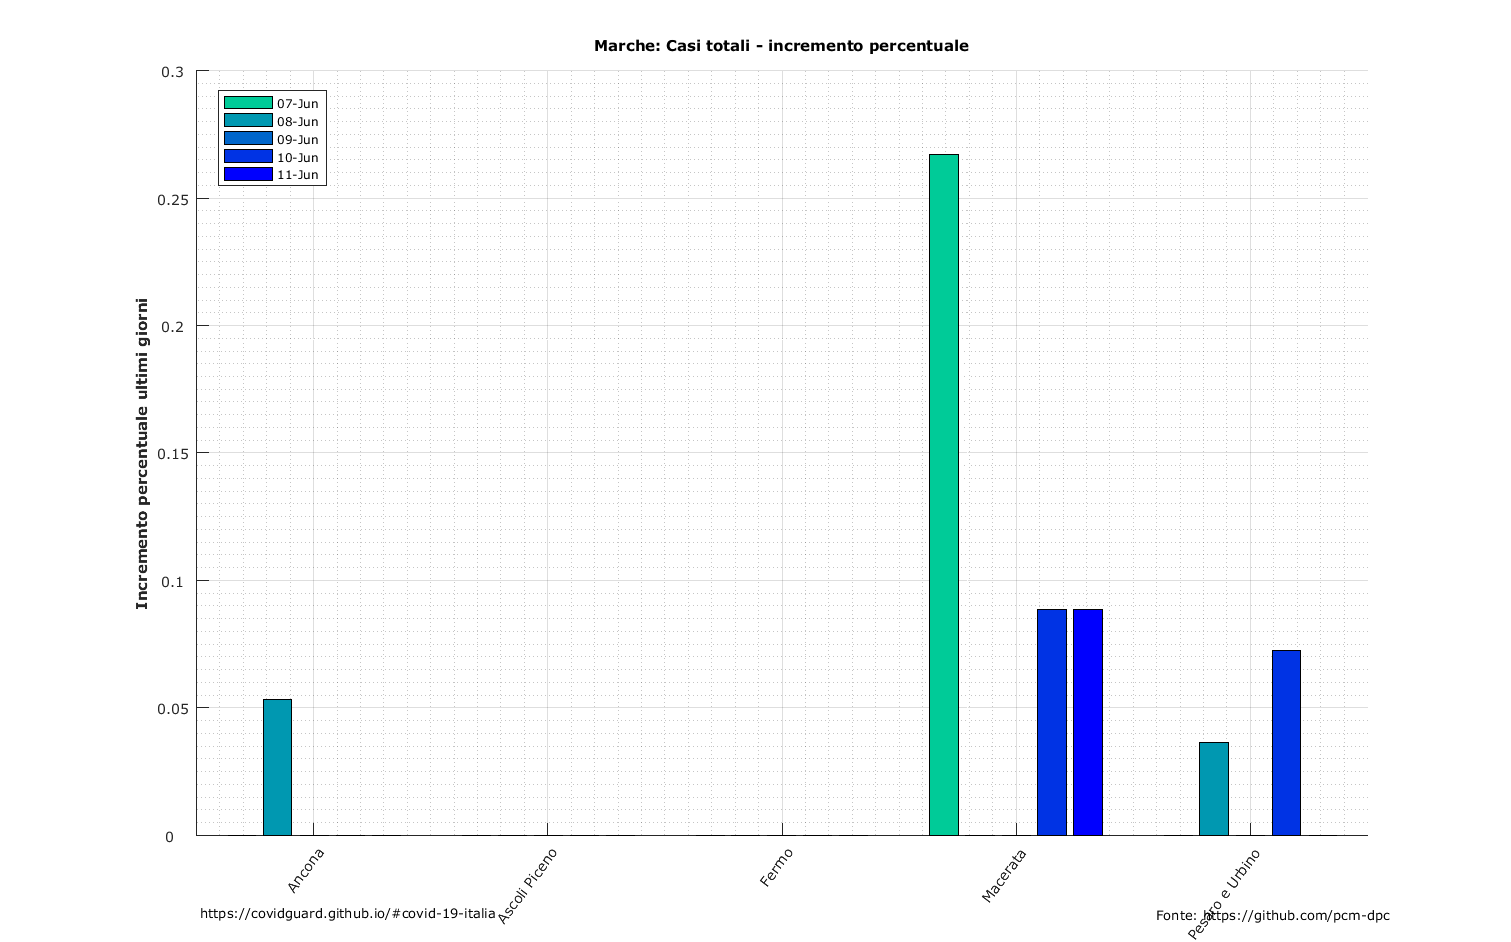 Marche: Casi totali - incremento percentuale
0.3
0.25
0.2
0.15
0.1
0.05
0
Incremento percentuale ultimi giorni
07-Jun
08-Jun
09-Jun
10-Jun
11-Jun
Ancona
Ascoli Piceno
Fermo
Macerata
Pesaro e Urbino
https://covidguard.github.io/#covid-19-italia
Fonte: https://github.com/pcm-dpc